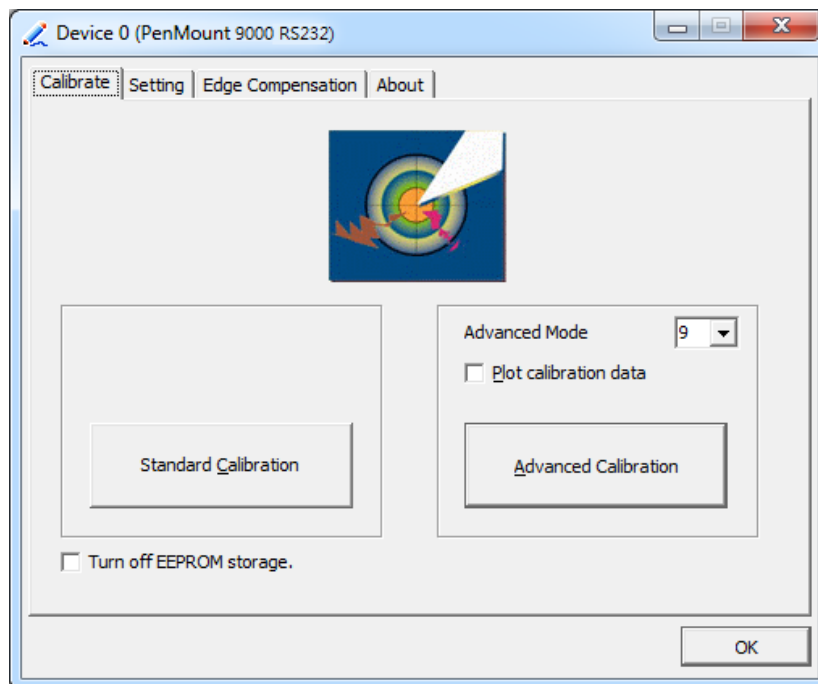 Device 0 (PenMount 9000 RS232)
Calibrate Setting Edge Compensation About
Advanced Mode 9
Plot calibration data
Standard Calibration
Advanced Calibration
Turn off EEPROM storage.
OK